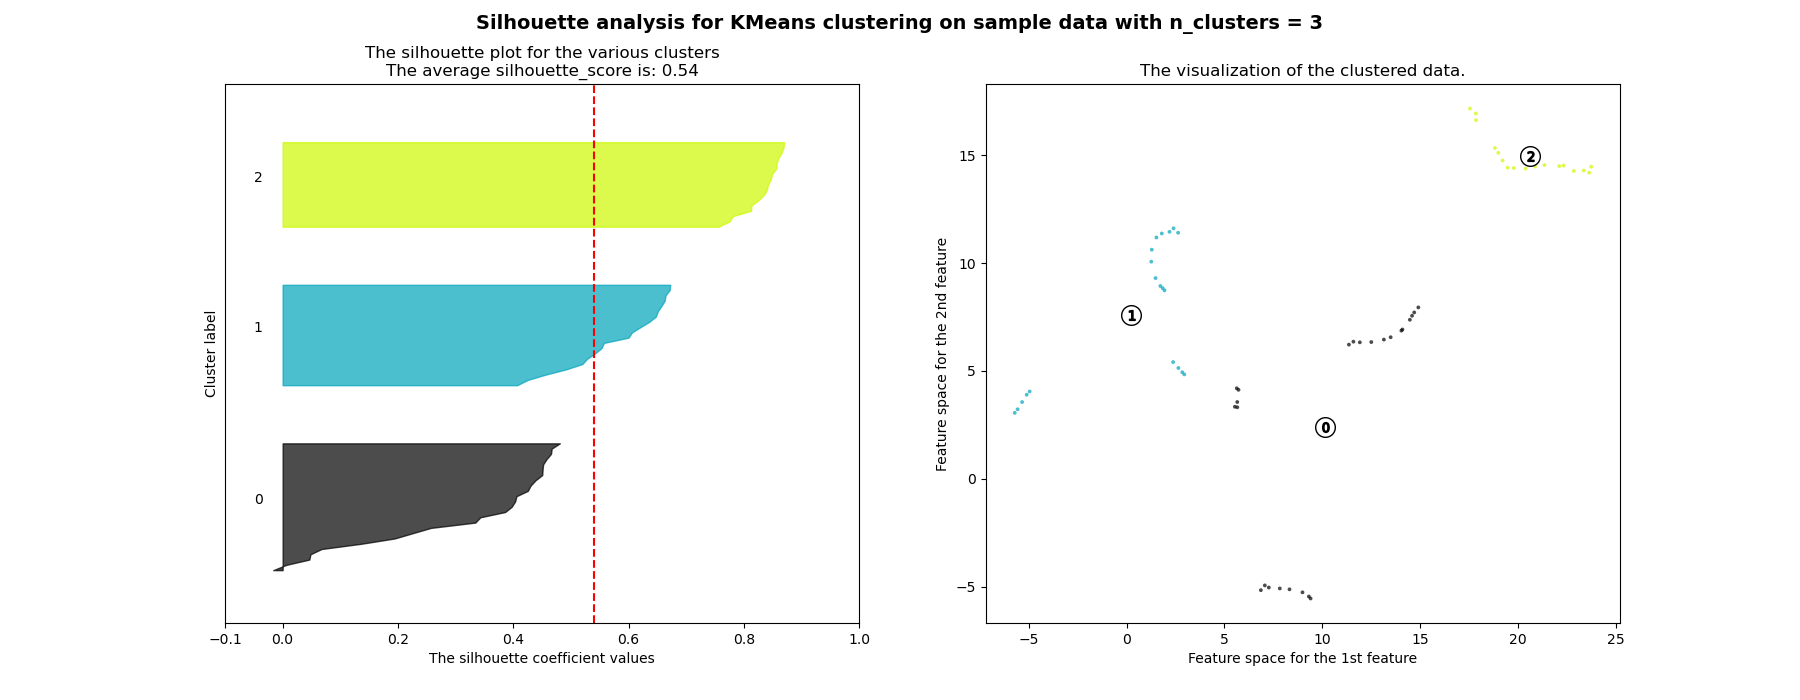 Silhouette analysis for KMeans clustering on sample data with n_clusters = 3
The silhouette plot for the various clusters
The average silhouette_score is: 0.54
2
1
0
Cluster label
−0.1 0.0 0.2 0.4 0.6 0.8 1.0
The silhouette coefficient values
The visualization of the clustered data.
15
10
5
0
−5
Feature space for the 2nd feature
2
1
0
−5 0 5 10 15 20 25
Feature space for the 1st feature